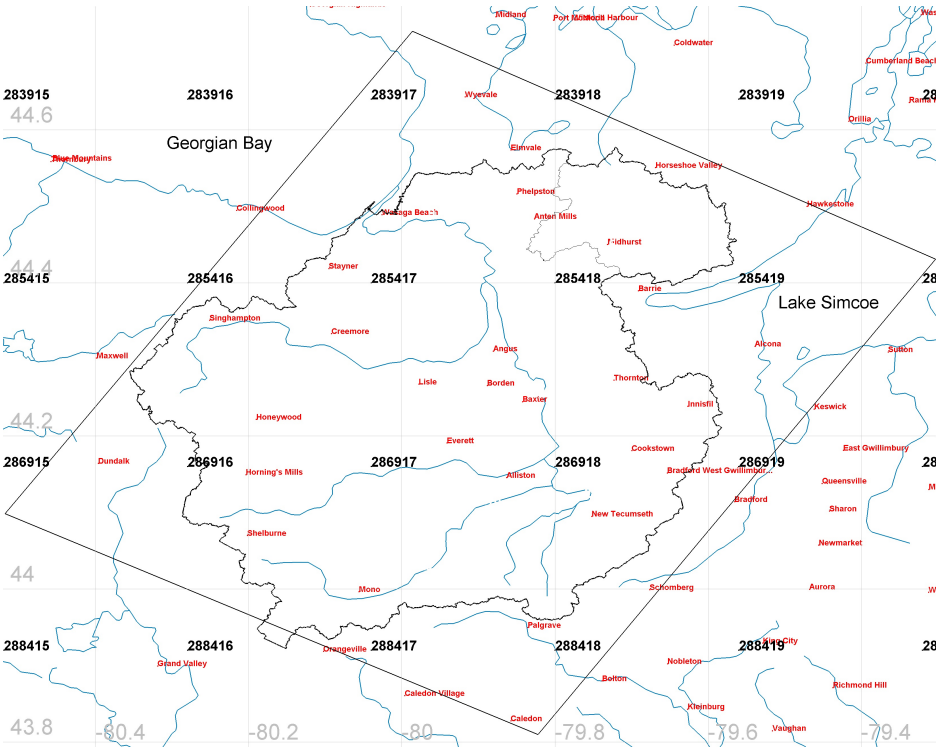 Midland
Coldwater
Cumberland Beach
283915
283916
283917
Wyevale
283918
283919
28
44.6
Orillia
Georgian Bay
Elmvale
Blue Mountains
Horseshoe Valley
Phelpston
Collingwood
Wasaga Beach
Anten Mills
Hawkestone
Midhurst
44.4
Stayner
285415
285416
285417
285418
285419
28
Barrie
Lake Simcoe
Singhampton
Creemore
Alcona
Maxwell
Angus
Sutton
Lisle
Borden
Thornton
Baxter
Innisfil
Keswick
44.2
Honeywood
Everett
Cookstown
East Gwillimbury
286915
Dundalk
286916
286917
286918
286919
28
Horning's Mills
Alliston
Bradford West Gwillimbur...
Queensville
M
Bradford
Sharon
New Tecumseth
Shelburne
Newmarket
44
Mono
Schomberg
Aurora
W
Palgrave
288415
288416
288417
288418
288419
28
King City
Orangeville
Grand Valley
Nobleton
Bolton
Richmond Hill
Caledon Village
Kleinburg
Caledon
43.8
-80.4
-80.2
-80
-79.8
-79.6
Vaughan
-79.4